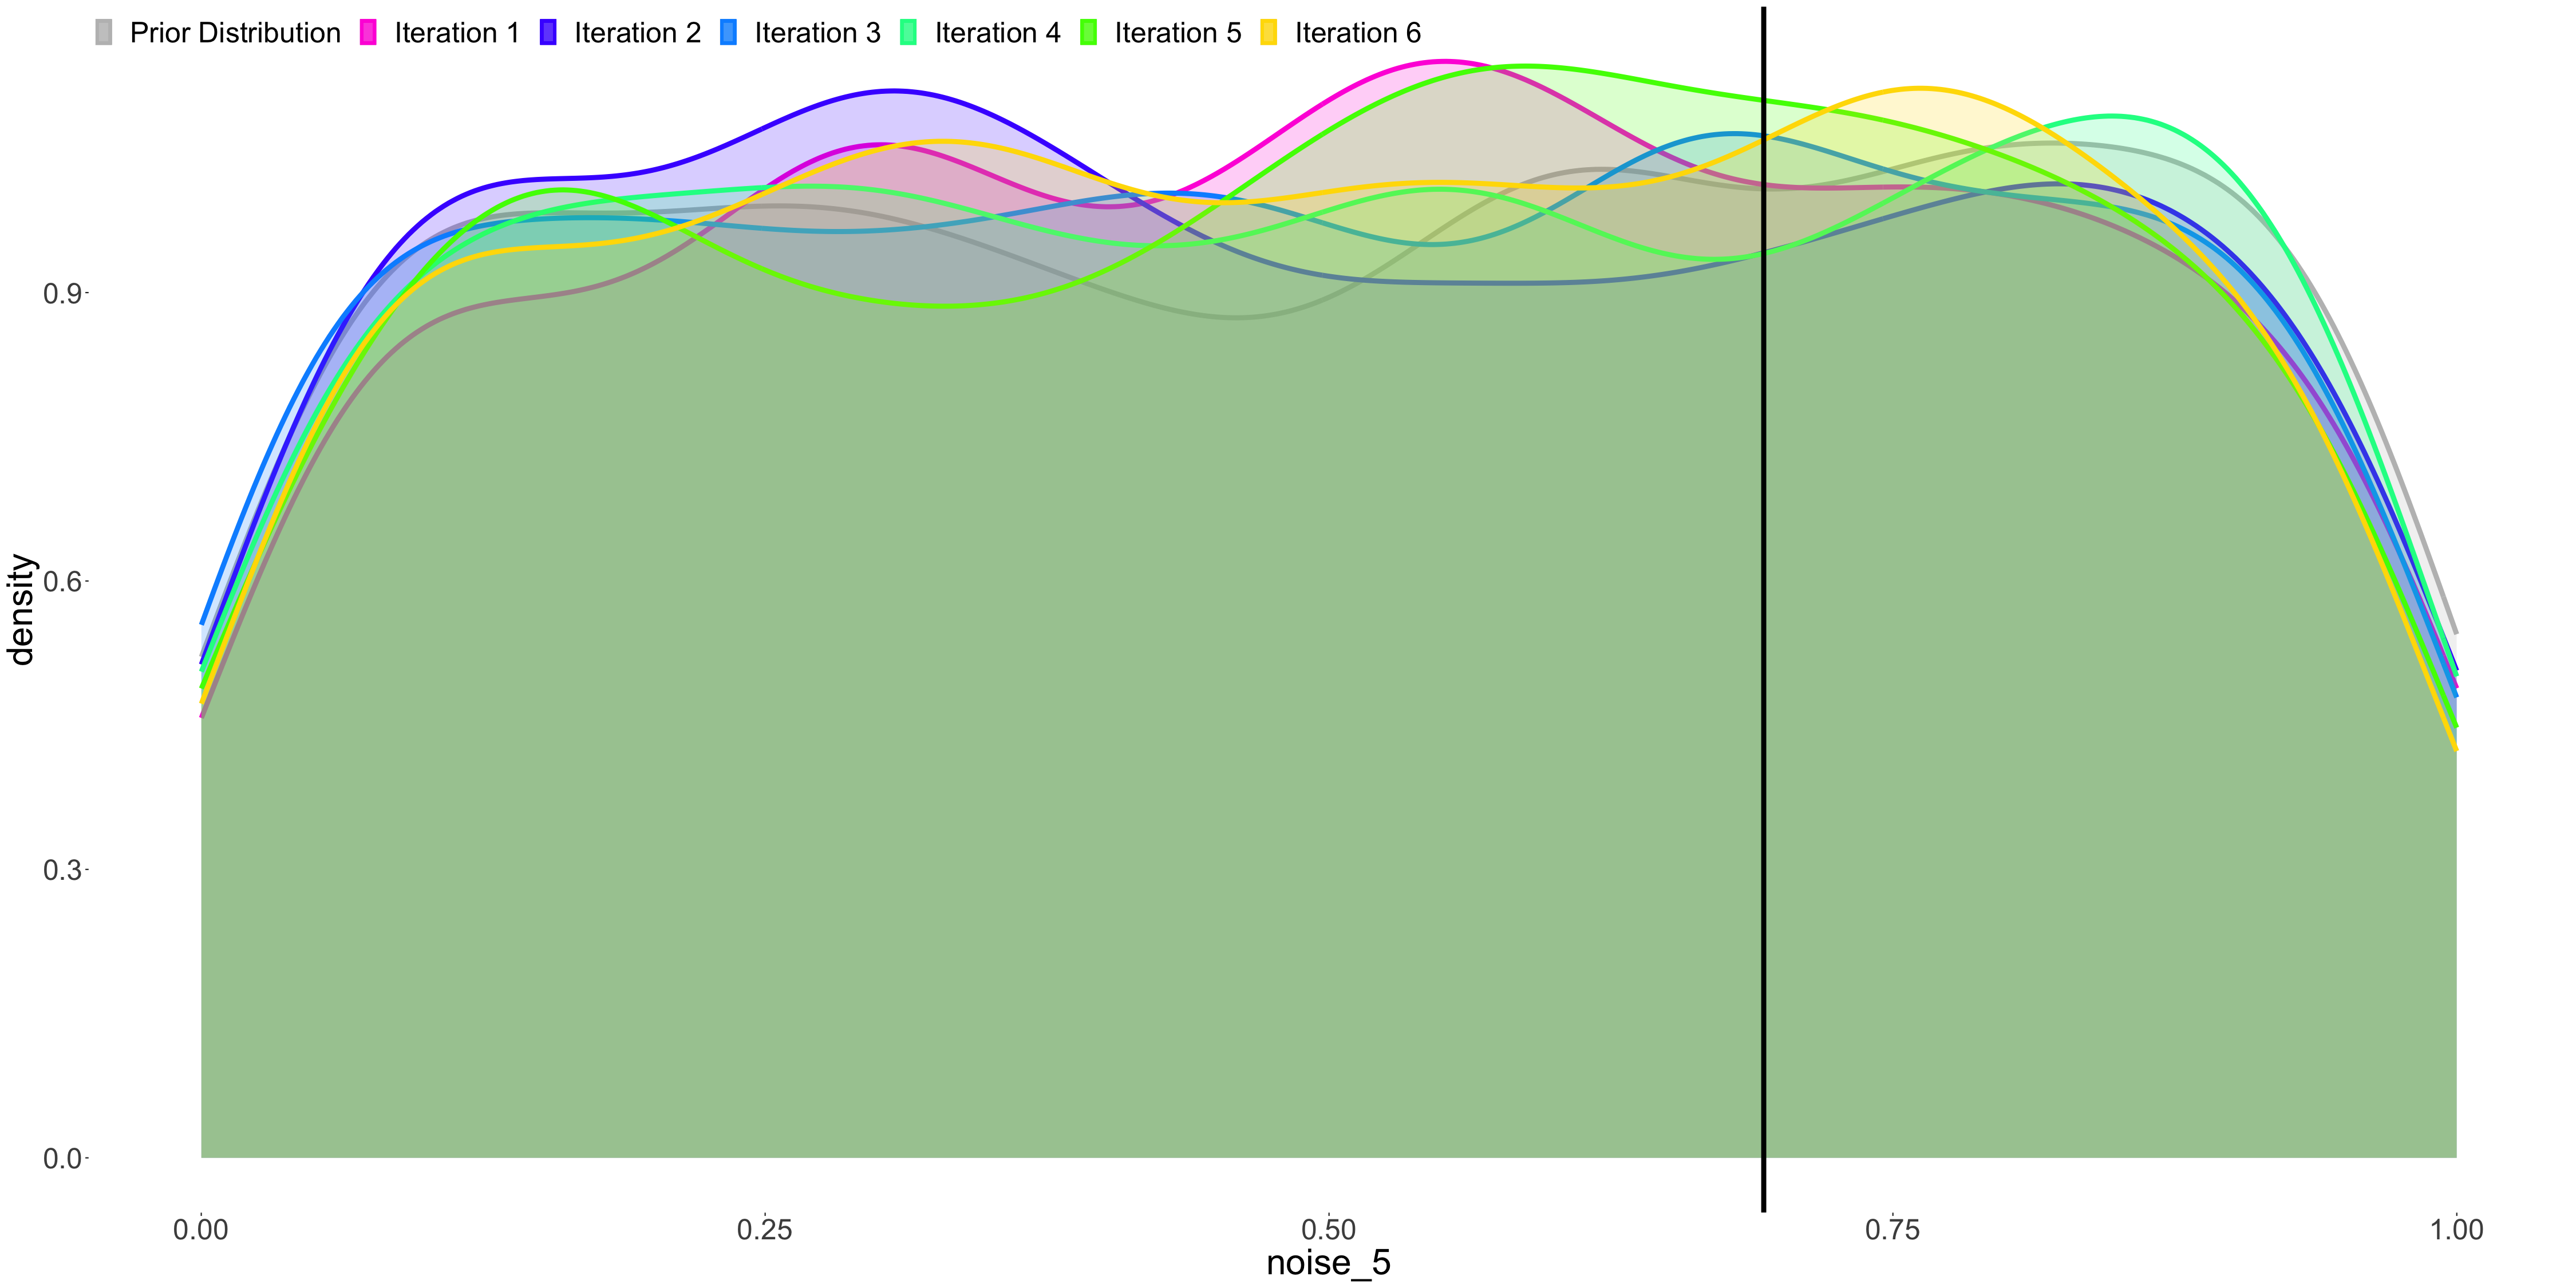 Prior Distribution Iteration 1 Iteration 2 Iteration 3 Iteration 4 Iteration 5 Iteration 6
density
0.9
0.6
0.3
0.0
0.00 0.25 0.50 0.75 1.00
noise_5